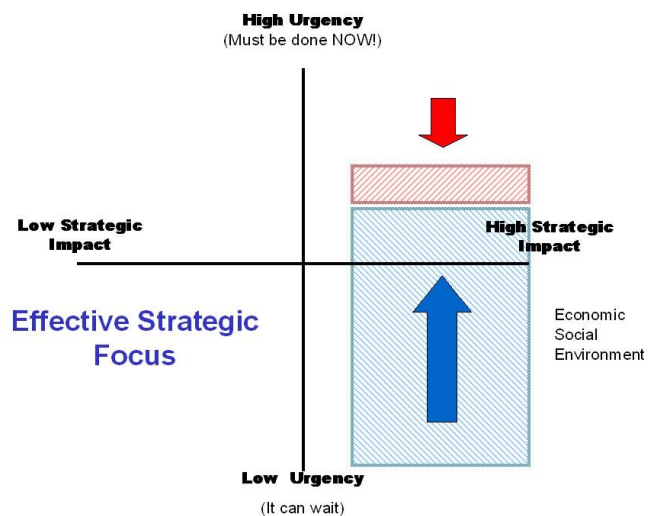 High Urgency
(Must be done NOW!)
Low Strategic
Impact
High Strategic
Impact
Effective Strategic
Focus
Economic
Social
Environment
Low Urgency
(It can wait)